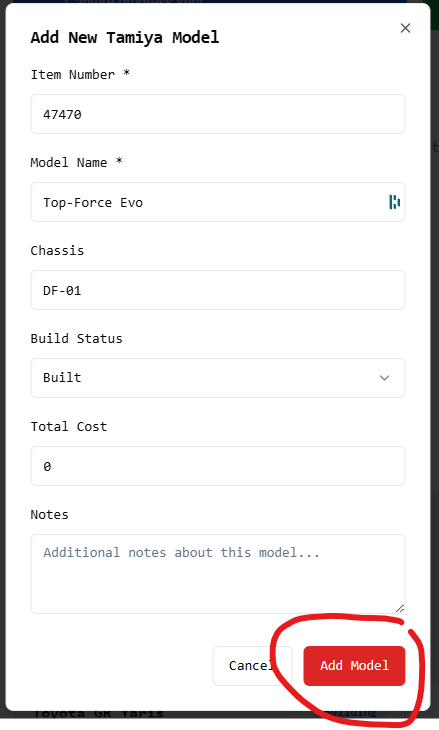 Add New Tamiya Model
Item Number *
47470
Model Name *
Top-Force Evo
Chassis
DF-01
Build Status
Built
Total Cost
0
Notes
Additional notes about this model...
Cancel
Add Model
Toyota GR Yaris
Building